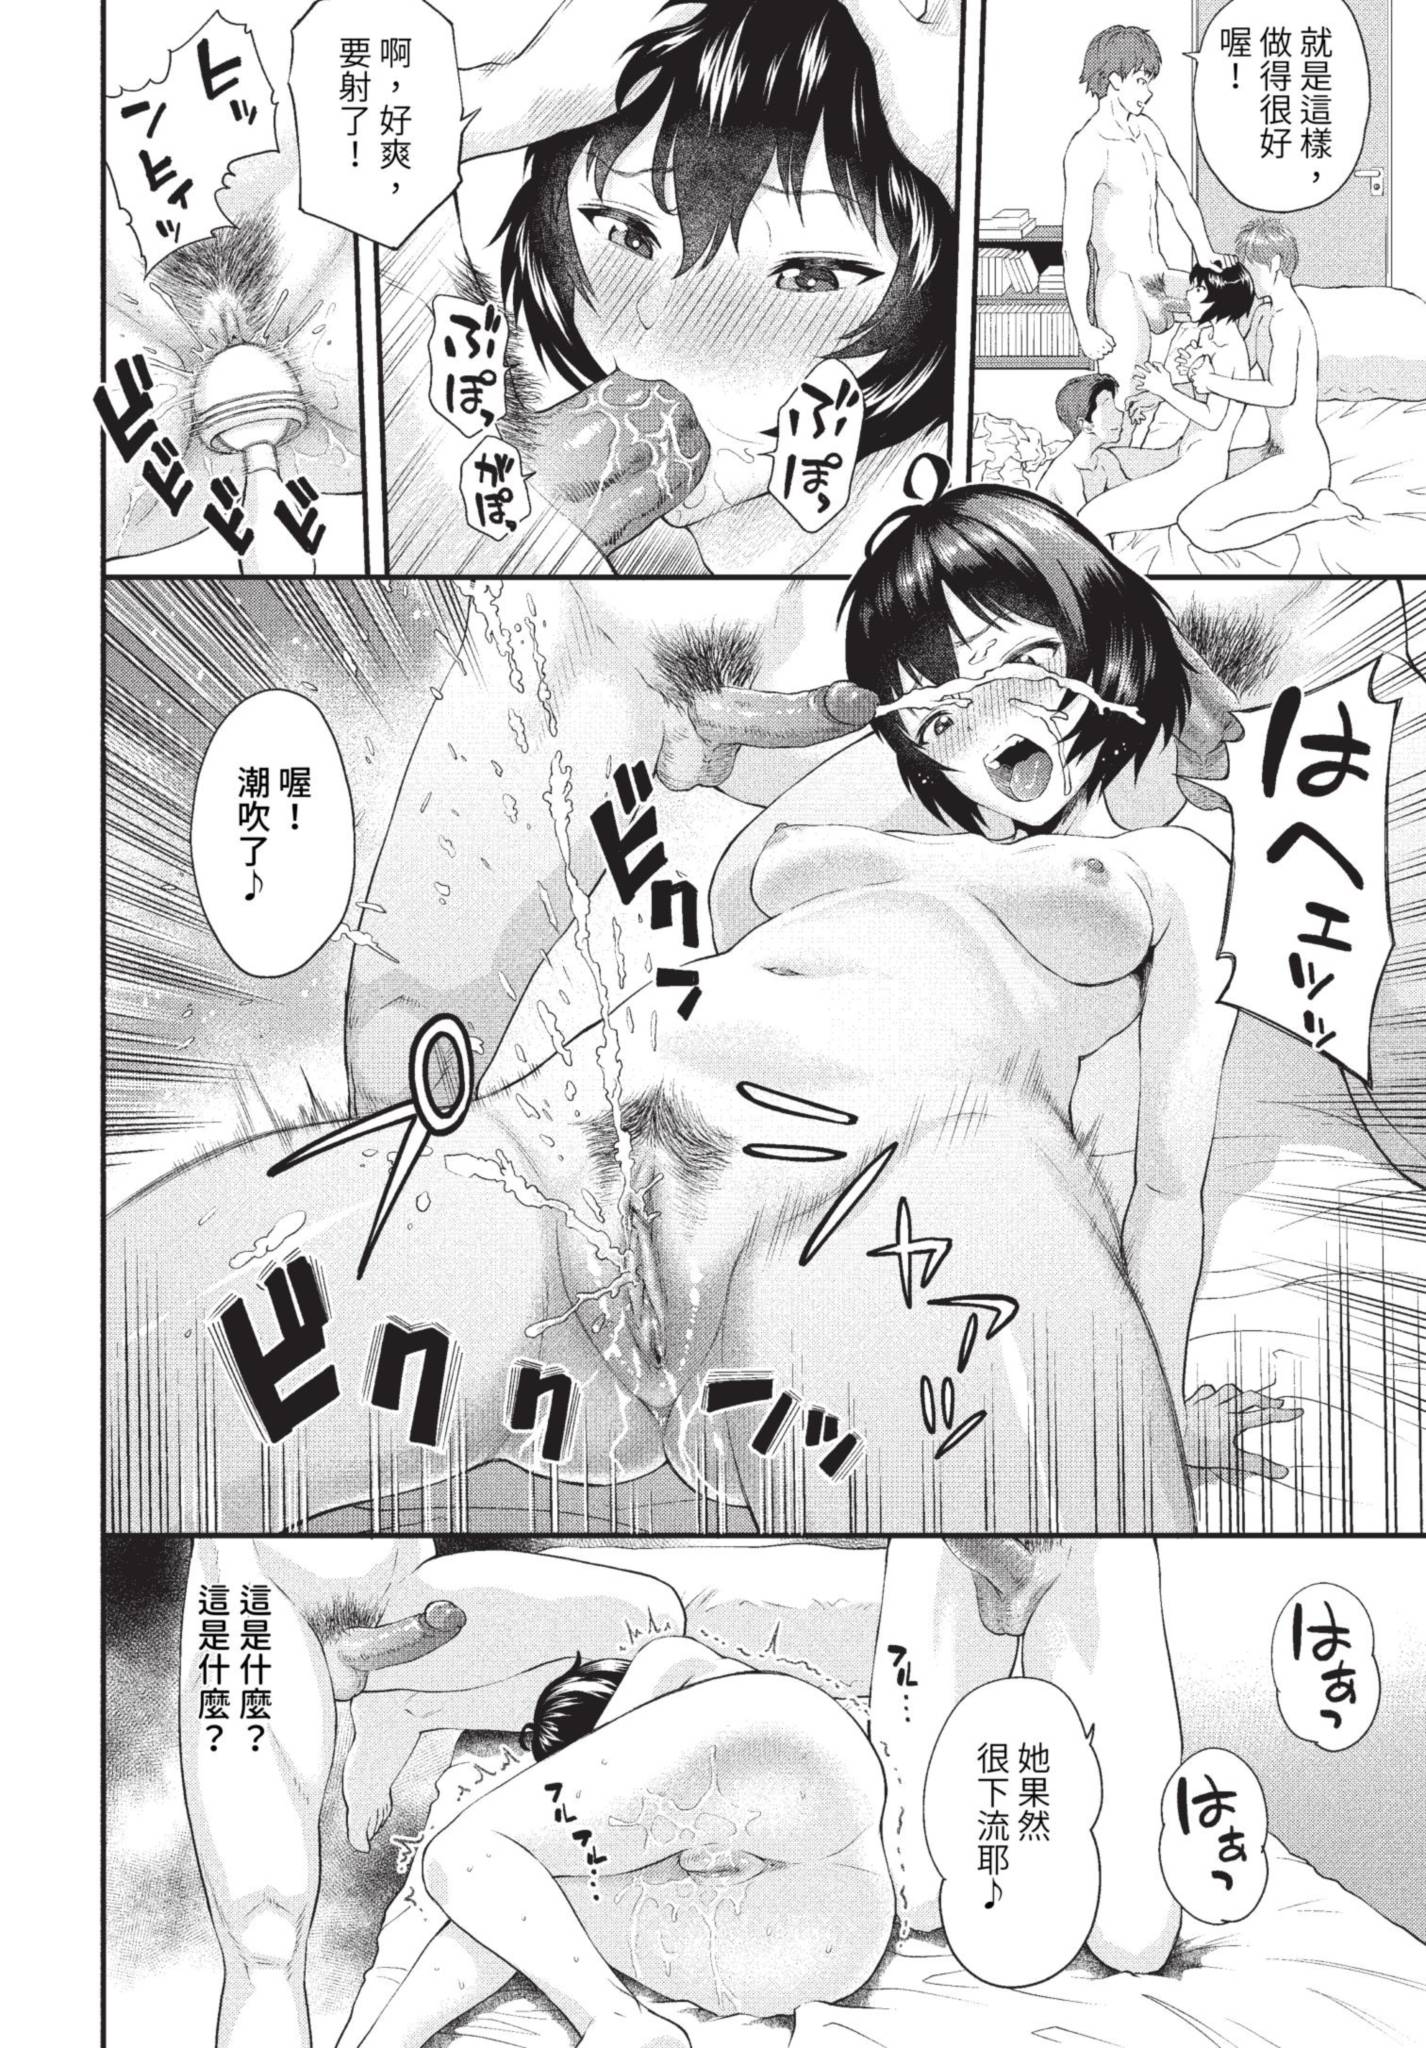 就是這樣，
做得很好
喔！
啊，好爽，
要射了！
ぶぽっ
ぶぽっ
がぽっ
ヒッ
ヒィ
ンッ
ビビビビッ
はへェッッ
喔！
潮吹了♪
ビクン
ビャアッ
ビククンッ
はぁっ
はぁっ
她果然
很下流耶♪
フル…
フルフル…
這是什麼？
這是什麼？